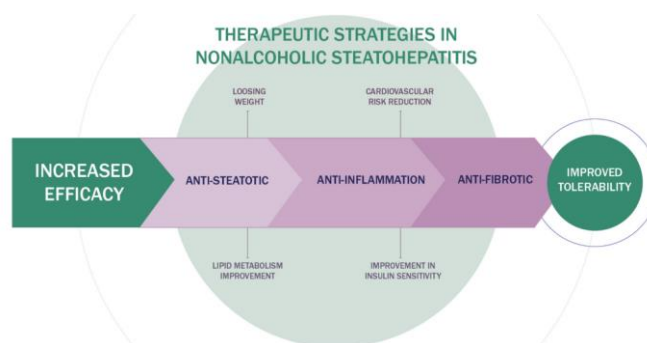 THERAPEUTIC STRATEGIES IN
NONALCOHOLIC STEATOHEPATITIS
LOOSING
WEIGHT
CARDIOVASCULAR
RISK REDUCTION
INCREASED
EFFICACY
ANTI-STEATOTIC
ANTI-INFLAMMATION
ANTI-FIBROTIC
IMPROVED
TOLERABILITY
LIPID METABOLISM
IMPROVEMENT
IMPROVEMENT IN
INSULIN SENSITIVITY